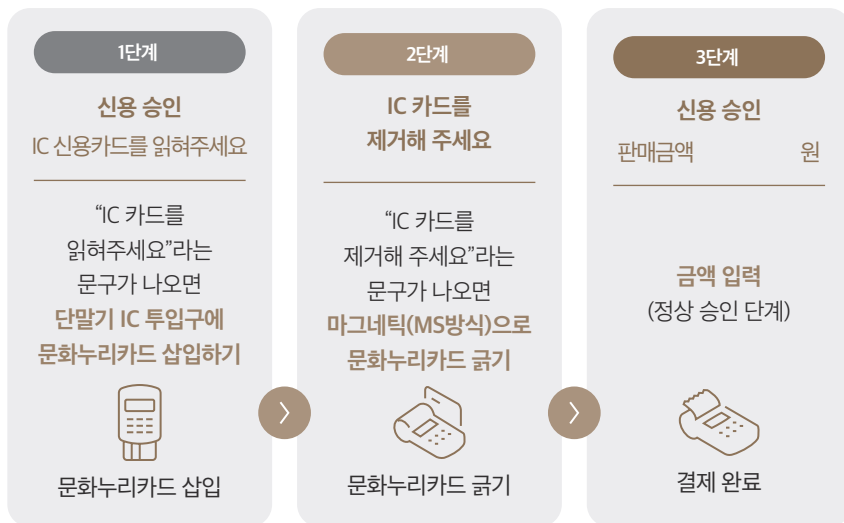 1단계
신용 승인
IC 신용카드를 읽혀주세요
“IC 카드를
읽혀주세요”라는
문구가 나오면
단말기 IC 투입구에
문화누리카드 삽입하기
문화누리카드 삽입
2단계
IC 카드를
제거해 주세요
“IC 카드를
제거해 주세요”라는
문구가 나오면
마그네틱(MS방식)으로
문화누리카드 긁기
문화누리카드 긁기
3단계
신용 승인
판매금액 원
금액 입력
(정상 승인 단계)
결제 완료